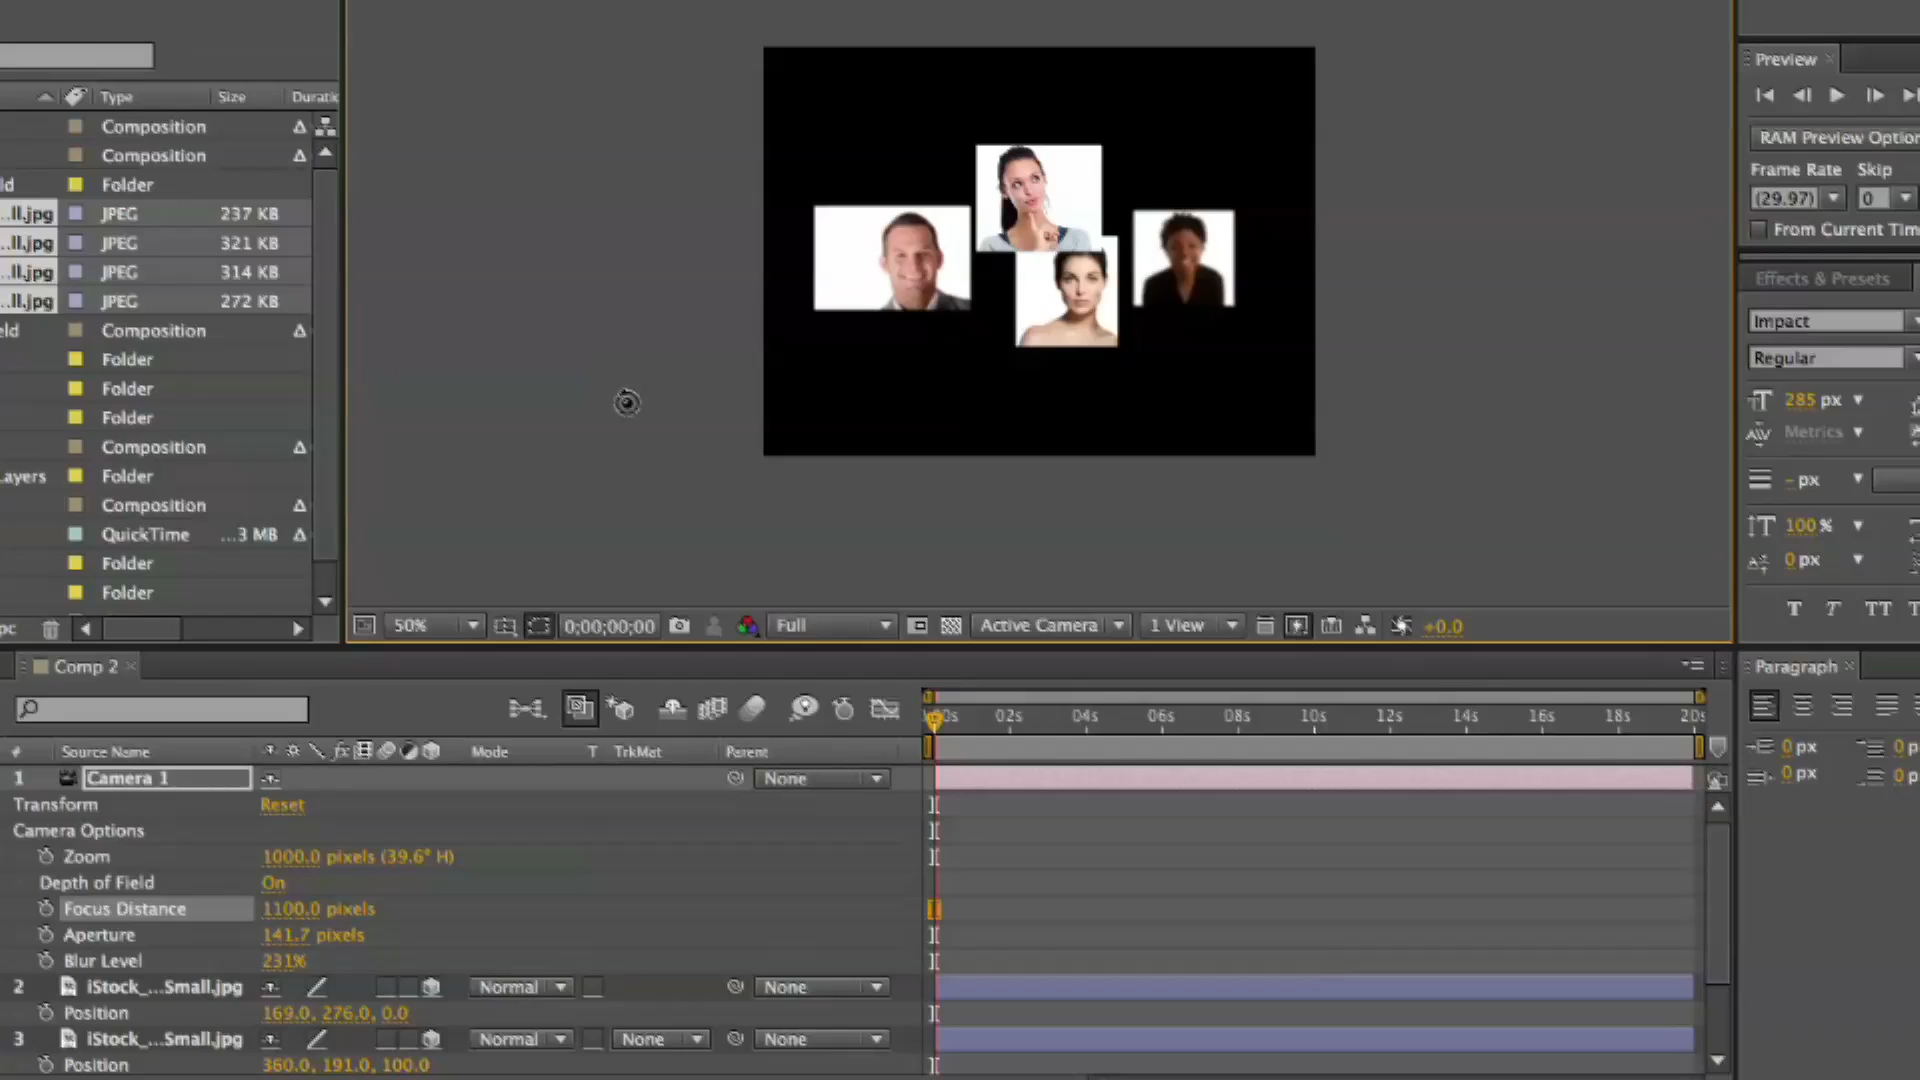 Type Size Duratic
Composition
Composition
ld Folder
...ll.jpg JPEG 237 KB
...ll.jpg JPEG 321 KB
...ll.jpg JPEG 314 KB
...ll.jpg JPEG 272 KB
eld Composition
Folder
Folder
Folder
Composition
ayers Folder
Composition
QuickTime ...3 MB
Folder
Folder
pc
50% 0;00;00;00 Full Active Camera 1 View +0.0
Preview
RAM Preview Option
Frame Rate Skip
(29.97) 0
From Current Tim
Effects & Presets
Impact
Regular
285 px
Metrics
- px
100 %
0 px
T T TT T
Comp 2
00s 02s 04s 06s 08s 10s 12s 14s 16s 18s 20s
# Source Name fx Mode T TrkMat Parent
1 Camera 1 None
Transform Reset
Camera Options
Zoom 1000.0 pixels (39.6° H)
Depth of Field On
Focus Distance 1100.0 pixels
Aperture 141.7 pixels
Blur Level 231%
2 iStock_...Small.jpg Normal None
Position 169.0, 276.0, 0.0
3 iStock_...Small.jpg Normal None None
Position 360.0, 191.0, 100.0
Paragraph
0 px 0 p
0 px 0 p